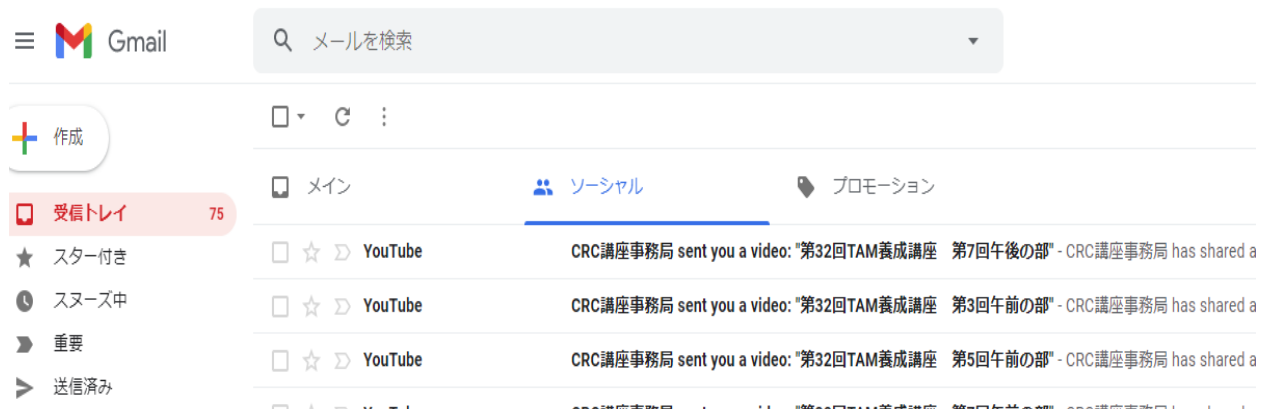 Gmail
メールを検索
作成
メイン
ソーシャル
プロモーション
受信トレイ 75
スター付き
スヌーズ中
重要
送信済み
YouTube CRC講座事務局 sent you a video: "第32回TAM養成講座　第7回午後の部" - CRC講座事務局 has shared a
YouTube CRC講座事務局 sent you a video: "第32回TAM養成講座　第3回午前の部" - CRC講座事務局 has shared a
YouTube CRC講座事務局 sent you a video: "第32回TAM養成講座　第5回午前の部" - CRC講座事務局 has shared a